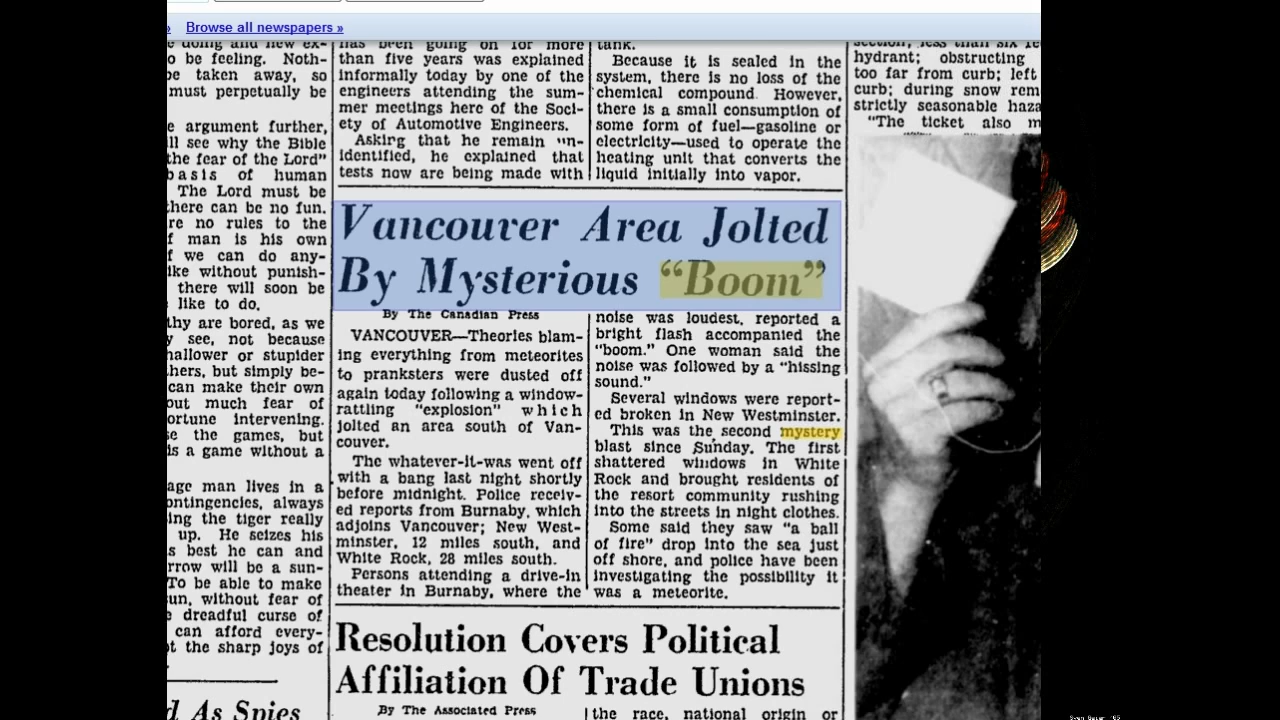 Browse all newspapers »
e doing and new ex-
o be feeling. Noth-
be taken away, so
must perpetually be
e argument further,
ll see why the Bible
the fear of the Lord"
basis of human
The Lord must be
there can be no fun.
re no rules to the
f man is his own
f we can do any-
ike without punish-
there will soon be
like to do.
thy are bored, as we
y see, not because
hallower or stupider
hers, but simply be-
can make their own
out much fear of
ortune intervening.
se the games, but
is a game without a
age man lives in a
ontingencies, always
ing the tiger really
up. He seizes his
s best he can and
rrow will be a sun-
To be able to make
un, without fear of
e dreadful curse of
can afford every-
ot the sharp joys of
d As Spies
has been going on for more
than five years was explained
informally today by one of the
engineers attending the sum-
mer meetings here of the Soci-
ety of Automotive Engineers.
Asking that he remain un-
identified, he explained that
tests now are being made with
tank.
Because it is sealed in the
system, there is no loss of the
chemical compound. However,
there is a small consumption of
some form of fuel—gasoline or
electricity—used to operate the
heating unit that converts the
liquid initially into vapor.
Vancouver Area Jolted
By Mysterious "Boom"
By The Canadian Press
VANCOUVER—Theories blam-
ing everything from meteorites
to pranksters were dusted off
again today following a window-
rattling "explosion" which
jolted an area south of Van-
couver.
The whatever-it-was went off
with a bang last night shortly
before midnight. Police receiv-
ed reports from Burnaby, which
adjoins Vancouver; New West-
minster, 12 miles south, and
White Rock, 28 miles south.
Persons attending a drive-in
theater in Burnaby, where the
noise was loudest, reported a
bright flash accompanied the
"boom." One woman said the
noise was followed by a "hissing
sound."
Several windows were report-
ed broken in New Westminster.
This was the second mystery
blast since Sunday. The first
shattered windows in White
Rock and brought residents of
the resort community rushing
into the streets in night clothes.
Some said they saw "a ball
of fire" drop into the sea just
off shore, and police have been
investigating the possibility it
was a meteorite.
Resolution Covers Political
Affiliation Of Trade Unions
By The Associated Press
the race, national origin or
section, less than six fe
hydrant; obstructing
too far from curb; left
curb; during snow rem
strictly seasonable haza
"The ticket also m